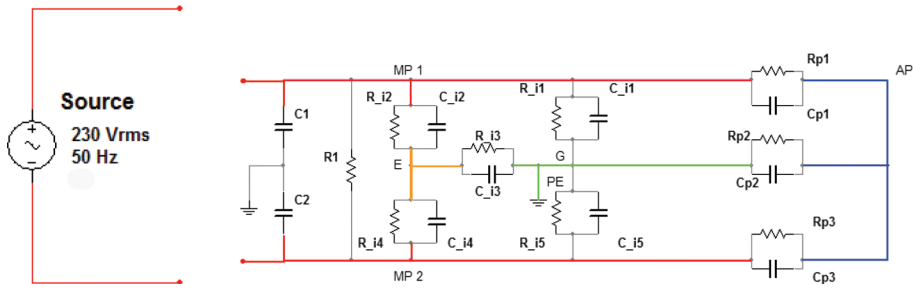 Source
230 Vrms
50 Hz
C1
C2
R1
MP 1
R_i2
C_i2
E
R_i4
C_i4
MP 2
R_i3
C_i3
R_i1
C_i1
G
PE
R_i5
C_i5
Rp1
Cp1
AP
Rp2
Cp2
Rp3
Cp3